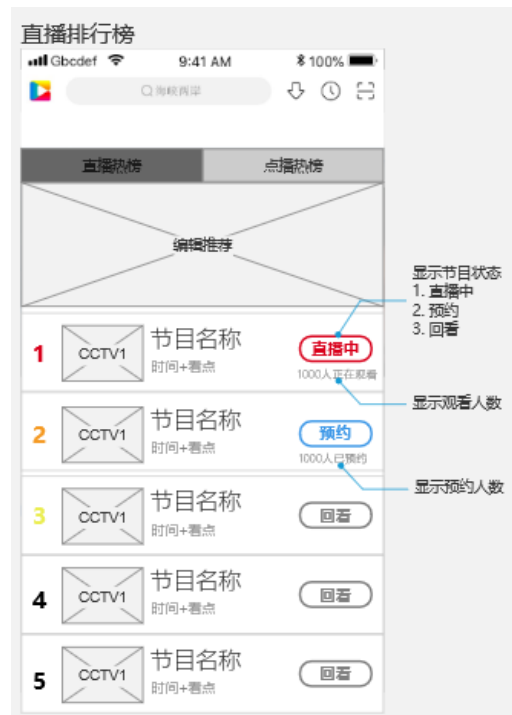 直播排行榜
Gbcdef 9:41 AM 100%
海峡两岸
直播热榜 点播热榜
编辑推荐
显示节目状态
1. 直播中
2. 预约
3. 回看
1 CCTV1 节目名称 直播中
时间+看点 1000人正在观看
显示观看人数
2 CCTV1 节目名称 预约
时间+看点 1000人已预约
显示预约人数
3 CCTV1 节目名称 回看
时间+看点
4 CCTV1 节目名称 回看
时间+看点
5 CCTV1 节目名称 回看
时间+看点